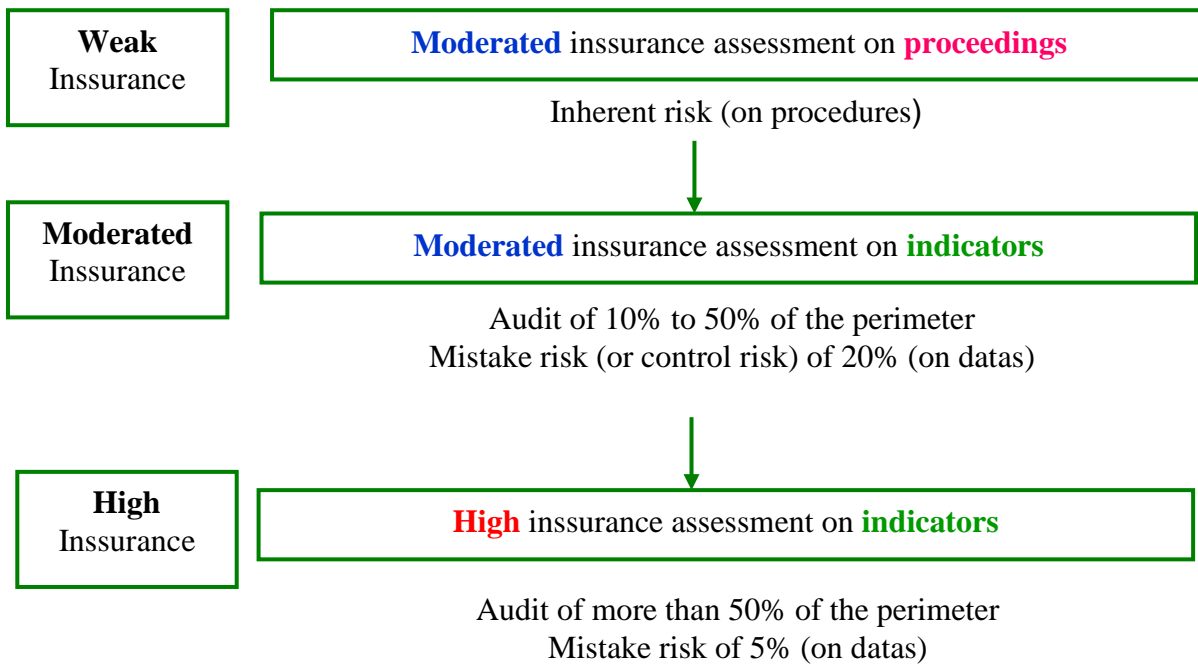 Weak
Inssurance
Moderated inssurance assessment on proceedings
Inherent risk (on procedures)
Moderated
Inssurance
Moderated inssurance assessment on indicators
Audit of 10% to 50% of the perimeter
Mistake risk (or control risk) of 20% (on datas)
High
Inssurance
High inssurance assessment on indicators
Audit of more than 50% of the perimeter
Mistake risk of 5% (on datas)